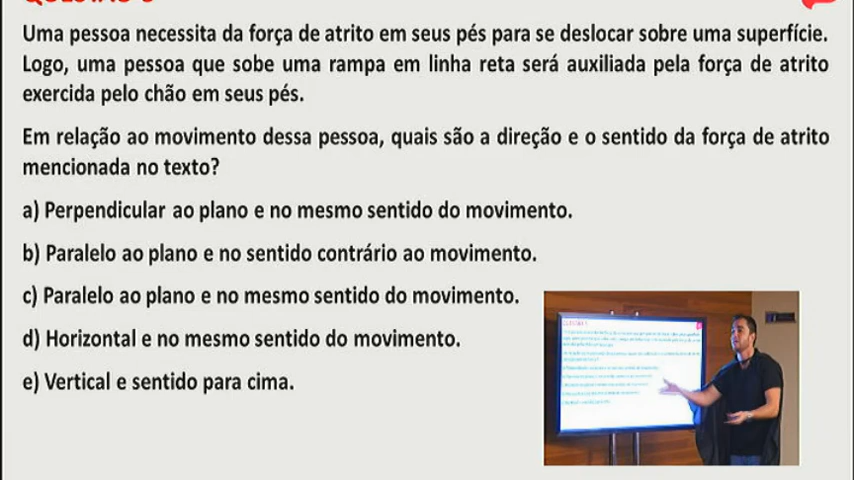 Uma pessoa necessita da força de atrito em seus pés para se deslocar sobre uma superfície.
Logo, uma pessoa que sobe uma rampa em linha reta será auxiliada pela força de atrito
exercida pelo chão em seus pés.
Em relação ao movimento dessa pessoa, quais são a direção e o sentido da força de atrito
mencionada no texto?
a) Perpendicular ao plano e no mesmo sentido do movimento.
b) Paralelo ao plano e no sentido contrário ao movimento.
c) Paralelo ao plano e no mesmo sentido do movimento.
d) Horizontal e no mesmo sentido do movimento.
e) Vertical e sentido para cima.